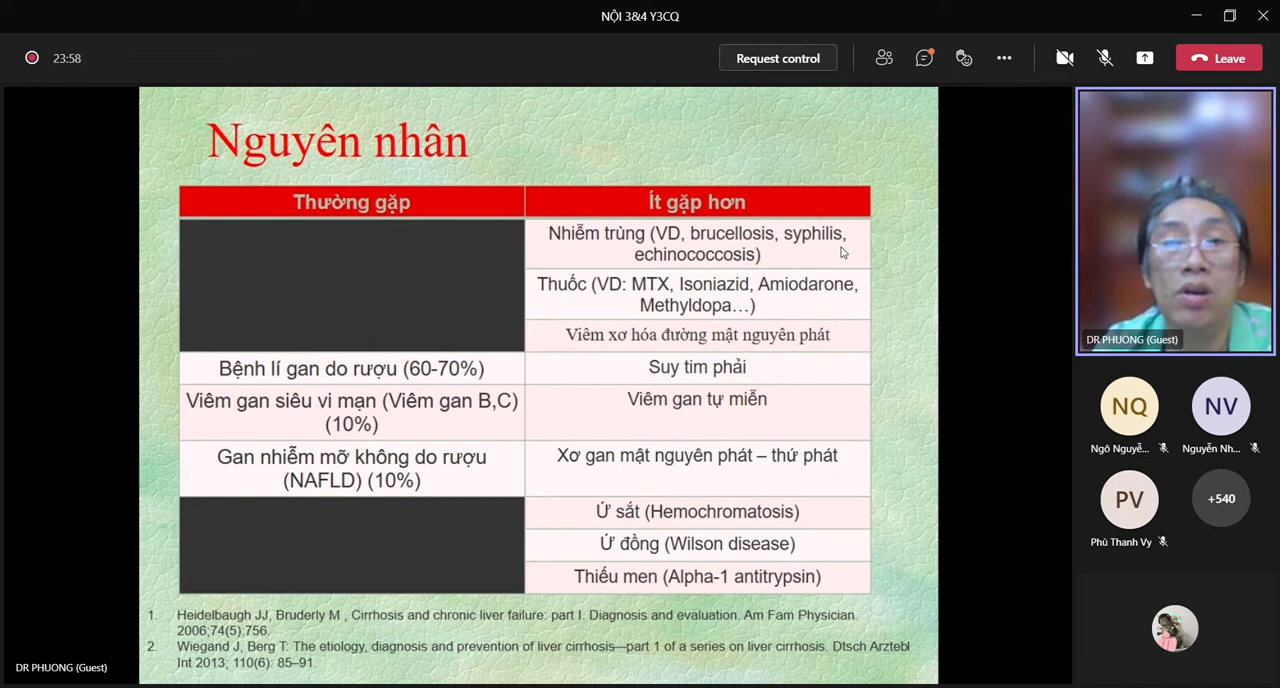 NỘI 3&4 Y3CQ
23:58
Request control
Leave
Nguyên nhân
Thường gặp
Ít gặp hơn
Nhiễm trùng (VD, brucellosis, syphilis,
echinococcosis)
Thuốc (VD: MTX, Isoniazid, Amiodarone,
Methyldopa…)
Viêm xơ hóa đường mật nguyên phát
Bệnh lí gan do rượu (60-70%)
Suy tim phải
Viêm gan siêu vi mạn (Viêm gan B,C)
(10%)
Viêm gan tự miễn
Gan nhiễm mỡ không do rượu
(NAFLD) (10%)
Xơ gan mật nguyên phát – thứ phát
Ứ sắt (Hemochromatosis)
Ứ đồng (Wilson disease)
Thiếu men (Alpha-1 antitrypsin)
1. Heidelbaugh JJ, Bruderly M , Cirrhosis and chronic liver failure: part I. Diagnosis and evaluation. Am Fam Physician.
2006;74(5):756.
2. Wiegand J, Berg T: The etiology, diagnosis and prevention of liver cirrhosis—part 1 of a series on liver cirrhosis. Dtsch Arztebl
Int 2013; 110(6): 85–91.
DR PHUONG (Guest)
DR PHUONG (Guest)
NQ
NV
Ngô Nguyễ...
Nguyễn Nh...
PV
+540
Phù Thanh Vy